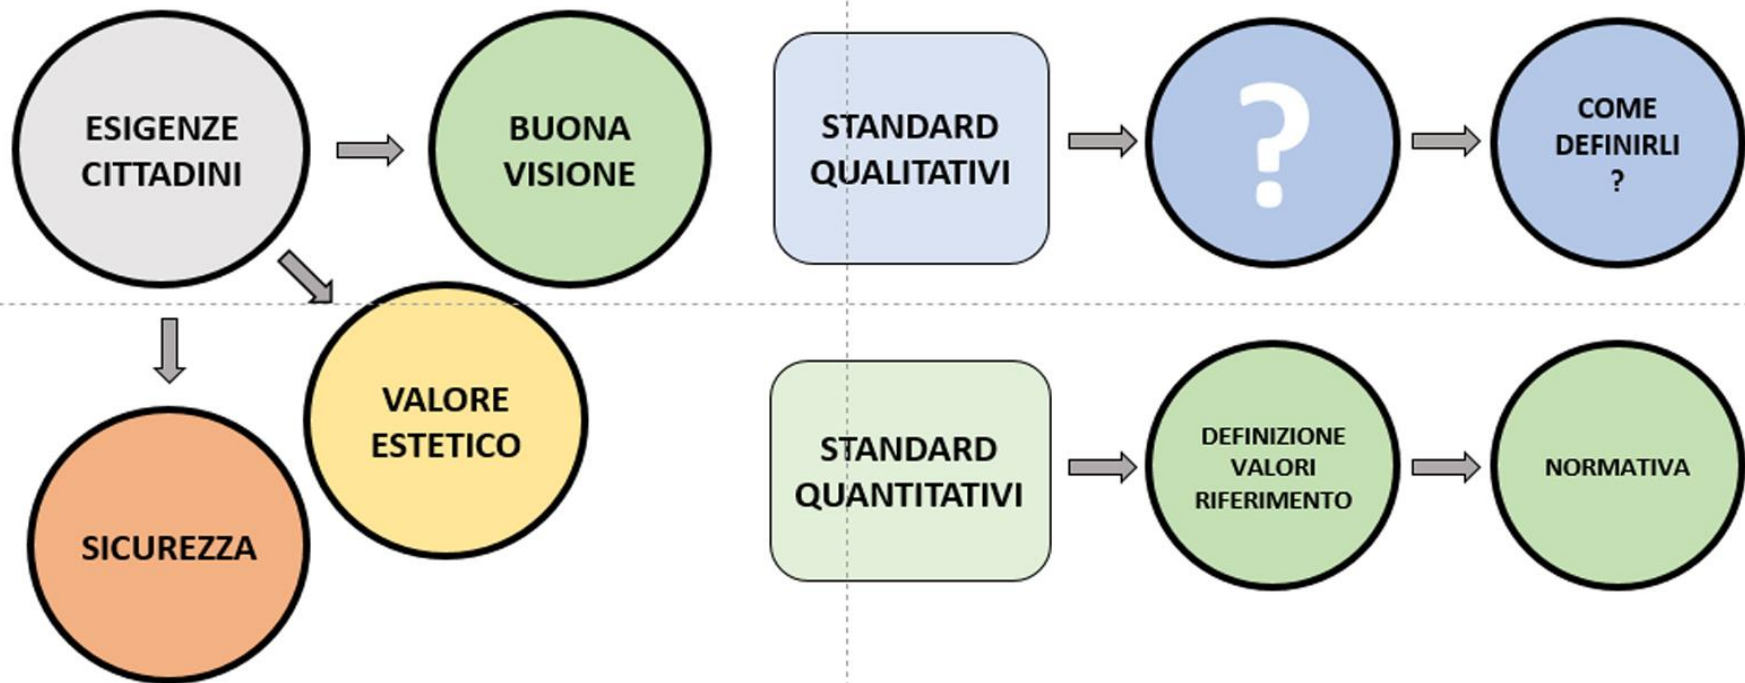 ESIGENZE
CITTADINI
BUONA
VISIONE
VALORE
ESTETICO
SICUREZZA
STANDARD
QUALITATIVI
?
COME
DEFINIRLI
?
STANDARD
QUANTITATIVI
DEFINIZIONE
VALORI
RIFERIMENTO
NORMATIVA